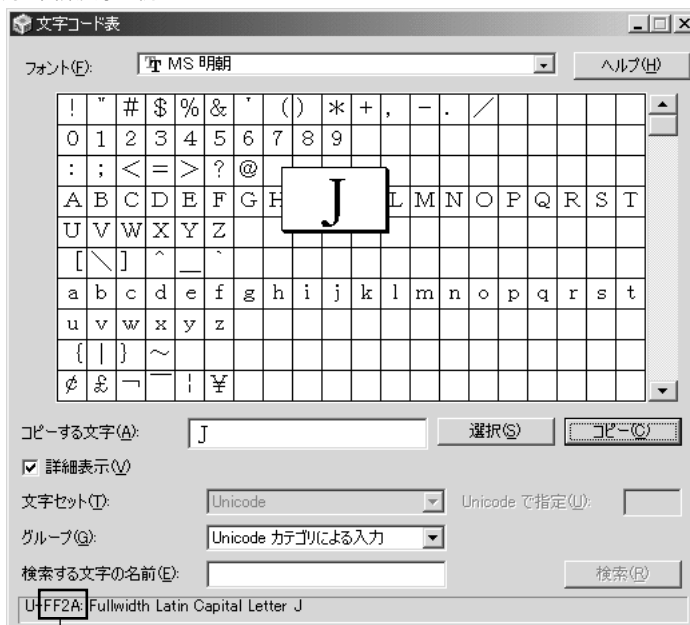 文字コード表
フォント(F): MS 明朝 ヘルプ(H)
! " # $ % & ' ( ) * + , － . ／
0 1 2 3 4 5 6 7 8 9
: ; < = > ? @
A B C D E F G H J L M N O P Q R S T
U V W X Y Z
[ ＼ ] ＾ ＿ ｀
a b c d e f g h i j k l m n o p q r s t
u v w x y z
{ | } ～
¢ £ ¬ ￣ ¦ ¥
コピーする文字(A): J 選択(S) コピー(C)
詳細表示(V)
文字セット(T): Unicode Unicode で指定(U):
グループ(G): Unicode カテゴリによる入力
検索する文字の名前(E): 検索(R)
U+FF2A: Fullwidth Latin Capital Letter J